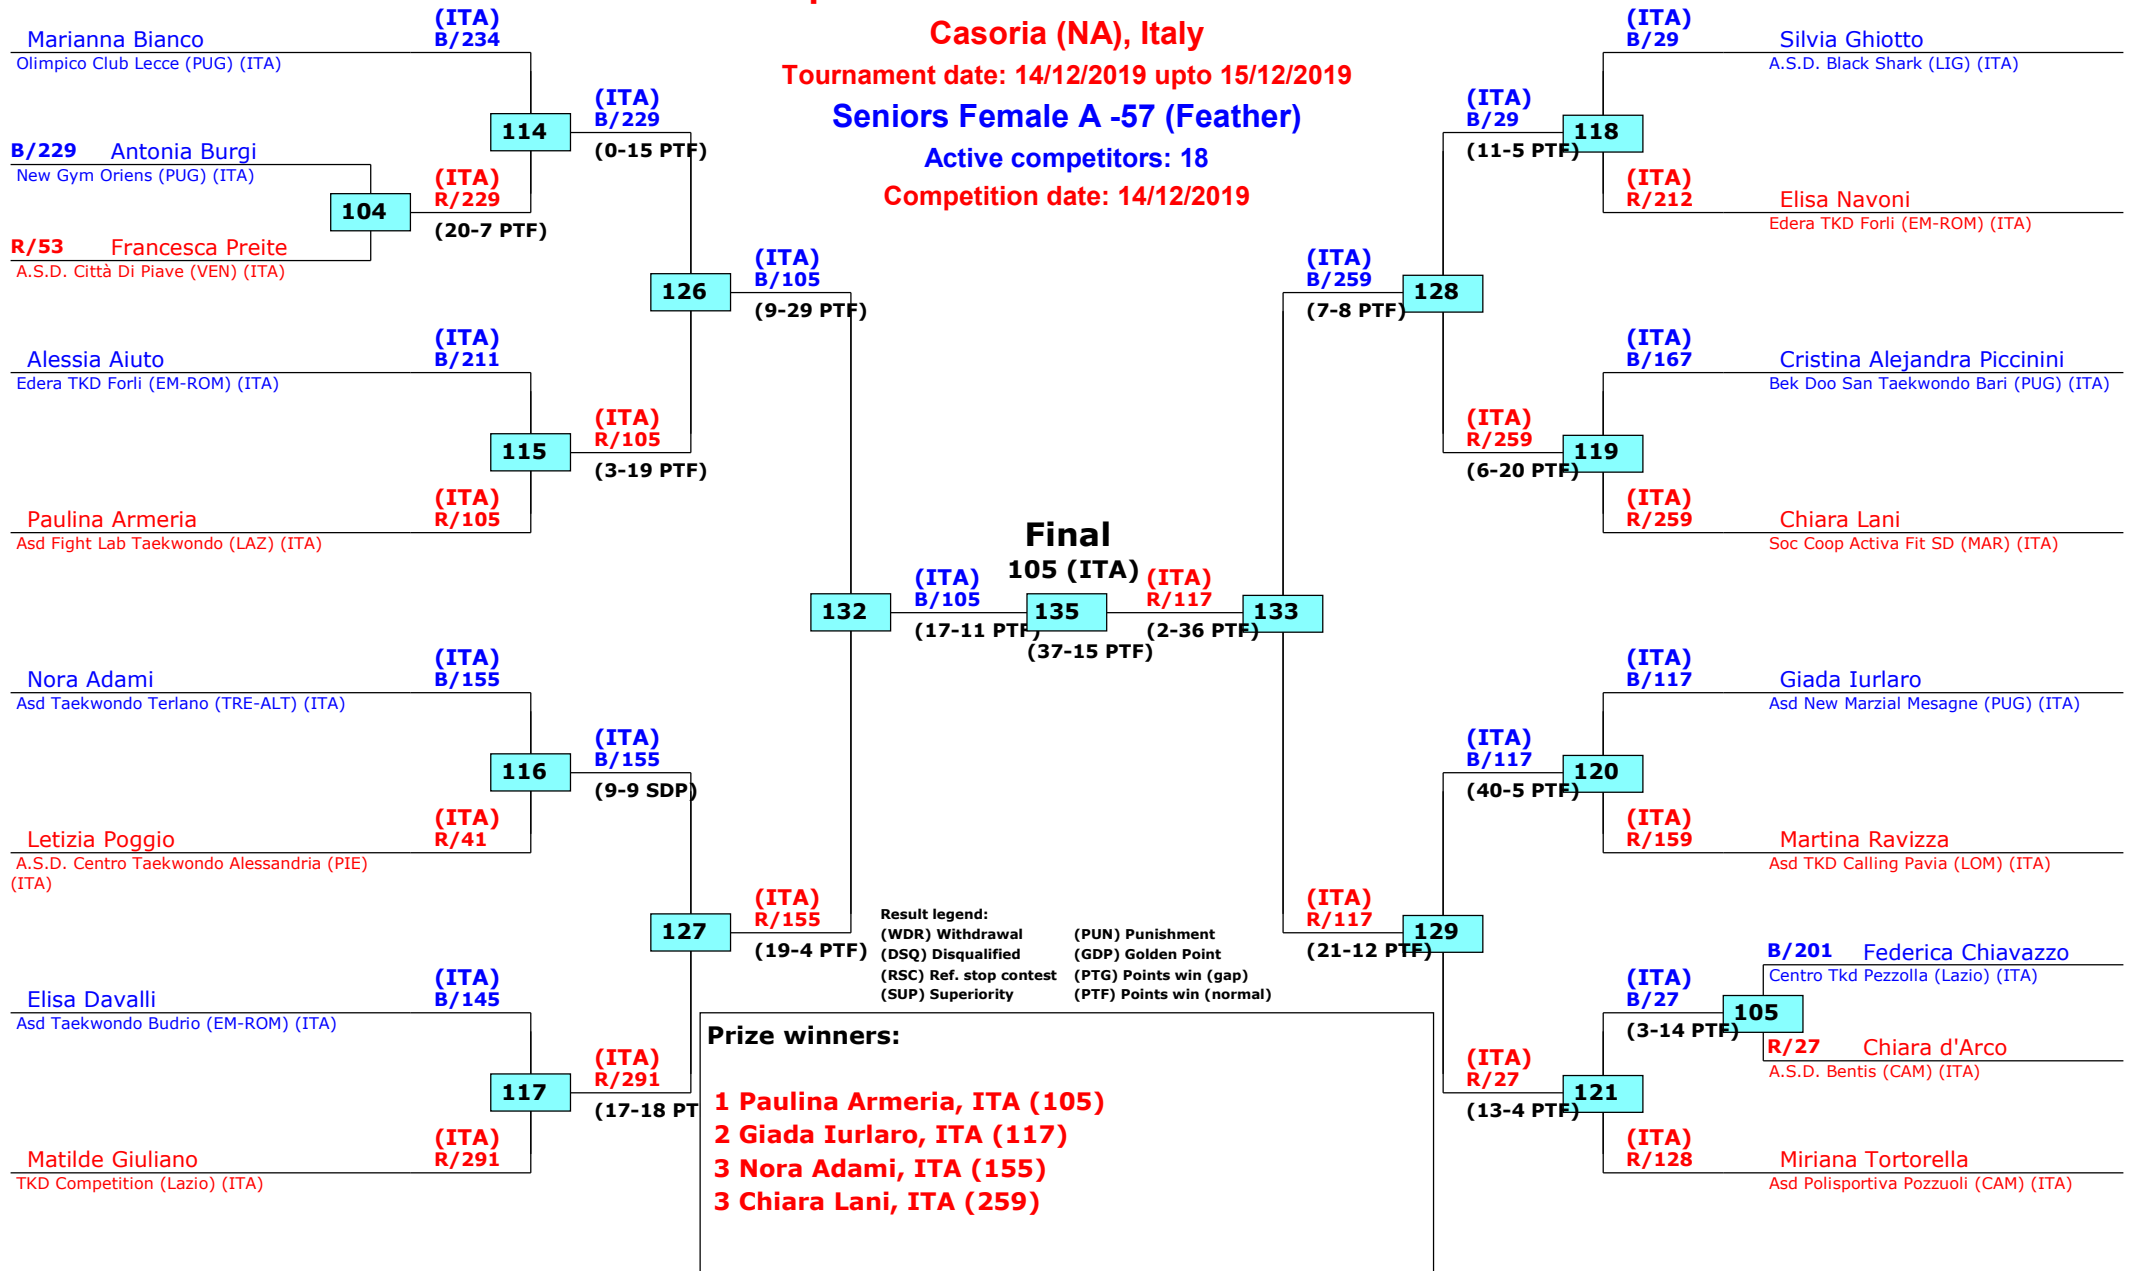 Casoria (NA), Italy
Tournament date: 14/12/2019 upto 15/12/2019
Seniors Female A -57 (Feather)
Active competitors: 18
Competition date: 14/12/2019
Marianna Bianco
(ITA)
B/234
Olimpico Club Lecce (PUG) (ITA)
114
(ITA)
B/229
(0-15 PTF)
B/229 Antonia Burgi
New Gym Oriens (PUG) (ITA)
104
(ITA)
R/229
(20-7 PTF)
R/53 Francesca Preite
A.S.D. Città Di Piave (VEN) (ITA)
126
(ITA)
B/105
(9-29 PTF)
Alessia Aiuto
(ITA)
B/211
Edera TKD Forli (EM-ROM) (ITA)
115
(ITA)
R/105
(3-19 PTF)
Paulina Armeria
(ITA)
R/105
Asd Fight Lab Taekwondo (LAZ) (ITA)
132
(ITA)
B/105
(17-11 PTF)
Nora Adami
(ITA)
B/155
Asd Taekwondo Terlano (TRE-ALT) (ITA)
116
(ITA)
B/155
(9-9 SDP)
Letizia Poggio
(ITA)
R/41
A.S.D. Centro Taekwondo Alessandria (PIE)
(ITA)
127
(ITA)
R/155
(19-4 PTF)
Elisa Davalli
(ITA)
B/145
Asd Taekwondo Budrio (EM-ROM) (ITA)
117
(ITA)
R/291
(17-18 PT
Matilde Giuliano
(ITA)
R/291
TKD Competition (Lazio) (ITA)
Final
105 (ITA)
135
(37-15 PTF)
(ITA)
R/117
(2-36 PTF)
133
(ITA)
B/29
Silvia Ghiotto
A.S.D. Black Shark (LIG) (ITA)
(ITA)
B/29
(11-5 PTF)
118
(ITA)
R/212
Elisa Navoni
Edera TKD Forli (EM-ROM) (ITA)
(ITA)
B/259
(7-8 PTF)
128
(ITA)
B/167
Cristina Alejandra Piccinini
Bek Doo San Taekwondo Bari (PUG) (ITA)
(ITA)
R/259
(6-20 PTF)
119
(ITA)
R/259
Chiara Lani
Soc Coop Activa Fit SD (MAR) (ITA)
(ITA)
B/117
Giada Iurlaro
Asd New Marzial Mesagne (PUG) (ITA)
(ITA)
B/117
(40-5 PTF)
120
(ITA)
R/159
Martina Ravizza
Asd TKD Calling Pavia (LOM) (ITA)
(ITA)
R/117
(21-12 PTF)
129
B/201 Federica Chiavazzo
Centro Tkd Pezzolla (Lazio) (ITA)
(ITA)
B/27
(3-14 PTF)
105
R/27 Chiara d'Arco
A.S.D. Bentis (CAM) (ITA)
(ITA)
R/27
(13-4 PTF)
121
(ITA)
R/128
Miriana Tortorella
Asd Polisportiva Pozzuoli (CAM) (ITA)
Result legend:
(WDR) Withdrawal (PUN) Punishment
(DSQ) Disqualified (GDP) Golden Point
(RSC) Ref. stop contest (PTG) Points win (gap)
(SUP) Superiority (PTF) Points win (normal)
Prize winners:
1 Paulina Armeria, ITA (105)
2 Giada Iurlaro, ITA (117)
3 Nora Adami, ITA (155)
3 Chiara Lani, ITA (259)